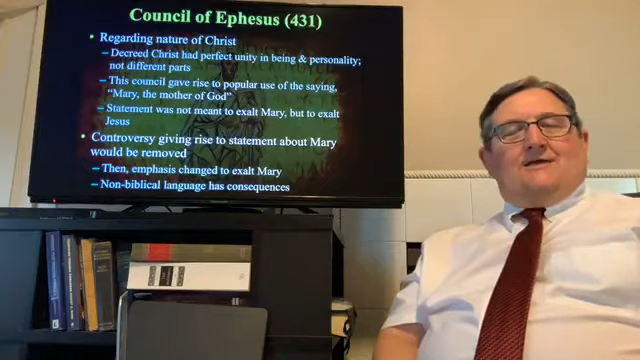 Council of Ephesus (431)
• Regarding nature of Christ
– Decreed Christ had perfect unity in being & personality;
not different parts
– This council gave rise to popular use of the saying,
"Mary, the mother of God"
– Statement was not meant to exalt Mary, but to exalt
Jesus
• Controversy giving rise to statement about Mary
would be removed
– Then, emphasis changed to exalt Mary
– Non-biblical language has consequences